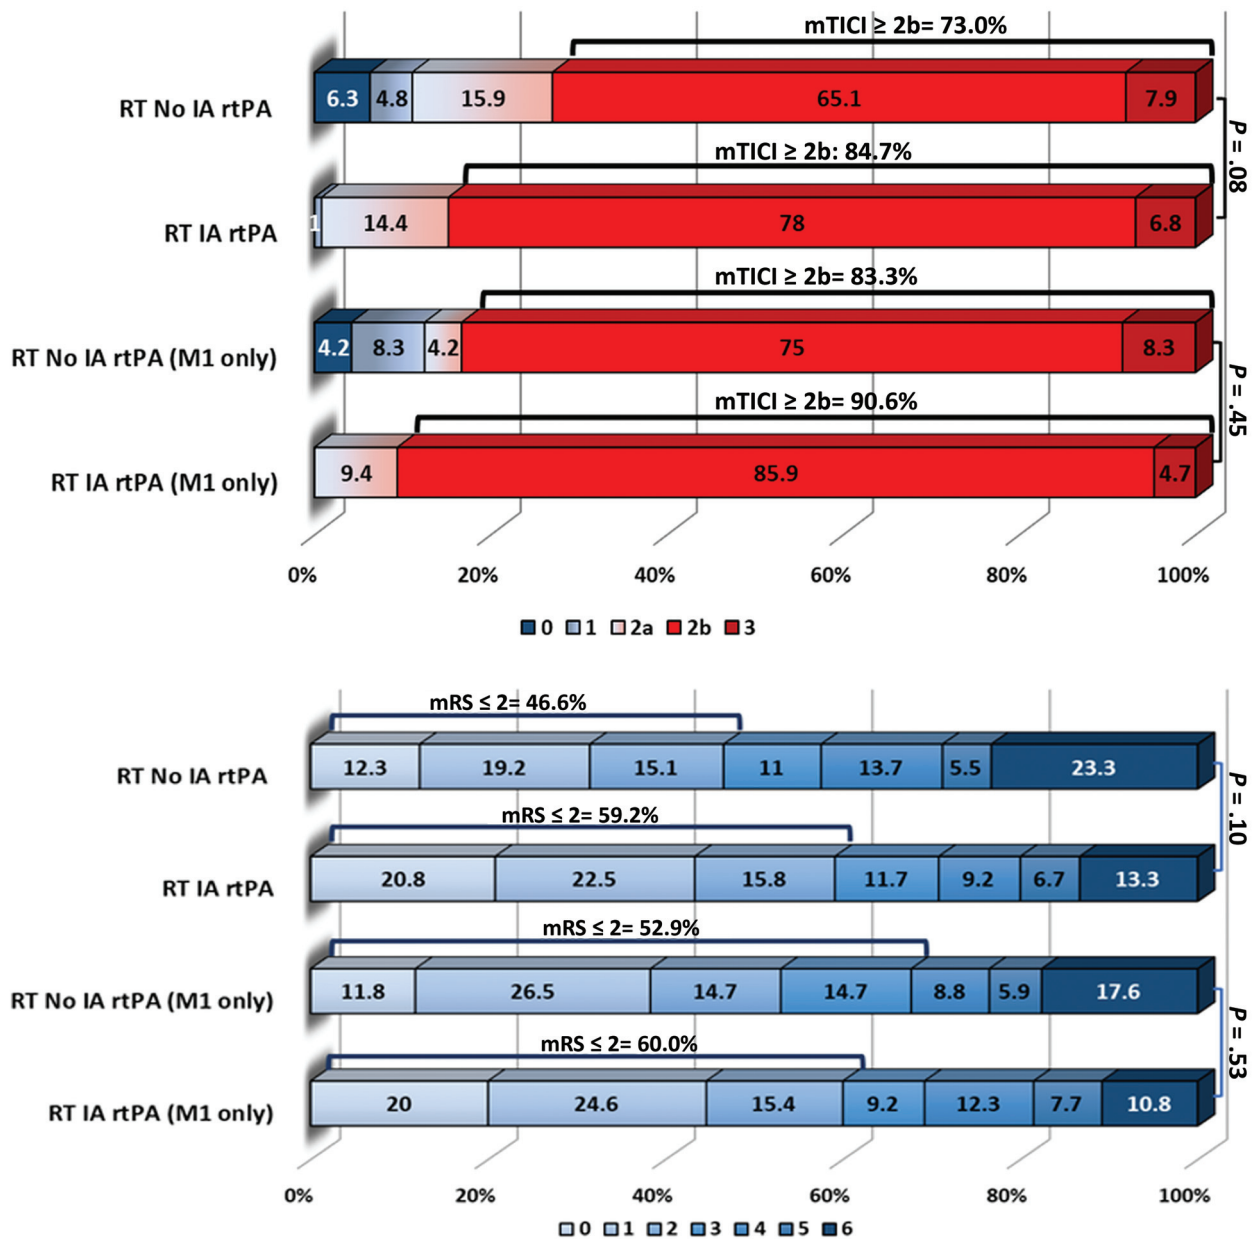 mTICI ≥ 2b= 73.0%
RT No IA rtPA 6.3 4.8 15.9 65.1 7.9
P = .08
mTICI ≥ 2b: 84.7%
RT IA rtPA 1 14.4 78 6.8
mTICI ≥ 2b= 83.3%
RT No IA rtPA (M1 only) 4.2 8.3 4.2 75 8.3
P = .45
mTICI ≥ 2b= 90.6%
RT IA rtPA (M1 only) 9.4 85.9 4.7
0% 20% 40% 60% 80% 100%
0 1 2a 2b 3
mRS ≤ 2= 46.6%
RT No IA rtPA 12.3 19.2 15.1 11 13.7 5.5 23.3
P = .10
mRS ≤ 2= 59.2%
RT IA rtPA 20.8 22.5 15.8 11.7 9.2 6.7 13.3
mRS ≤ 2= 52.9%
RT No IA rtPA (M1 only) 11.8 26.5 14.7 14.7 8.8 5.9 17.6
P = .53
mRS ≤ 2= 60.0%
RT IA rtPA (M1 only) 20 24.6 15.4 9.2 12.3 7.7 10.8
0% 20% 40% 60% 80% 100%
0 1 2 3 4 5 6